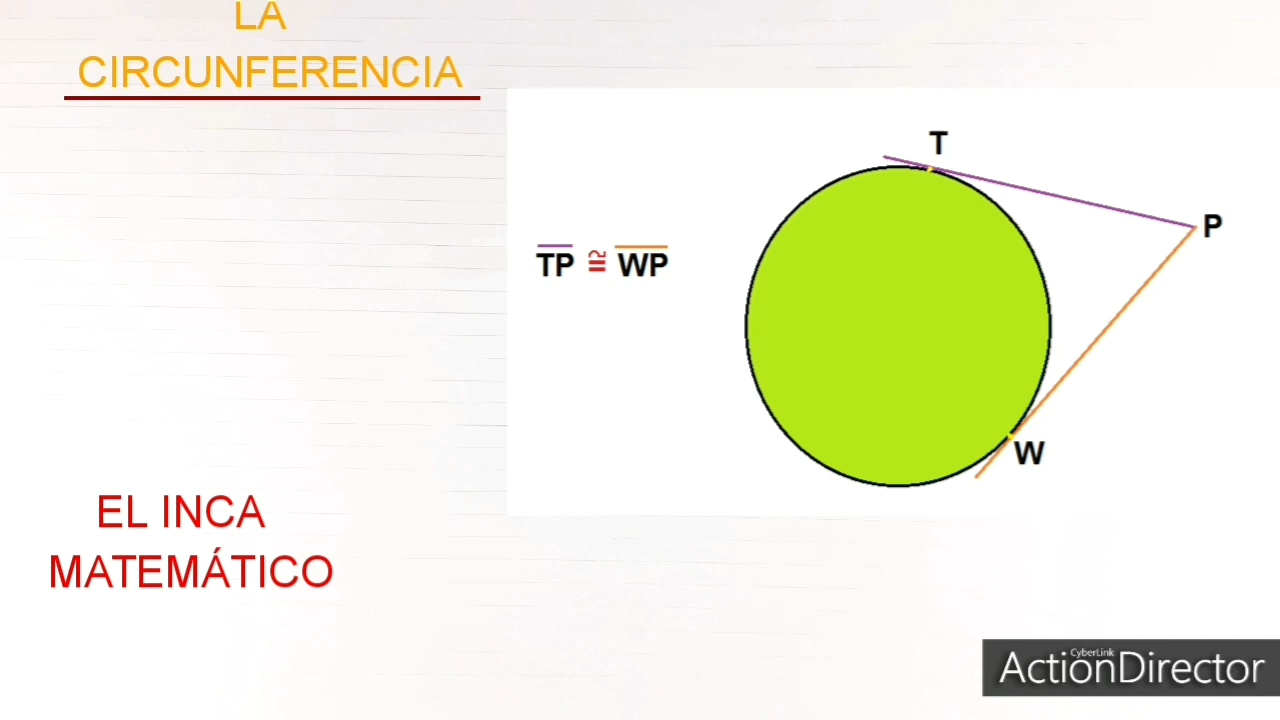 LA
CIRCUNFERENCIA
T
P
TP ≅ WP
W
EL INCA
MATEMÁTICO
CyberLink
ActionDirector